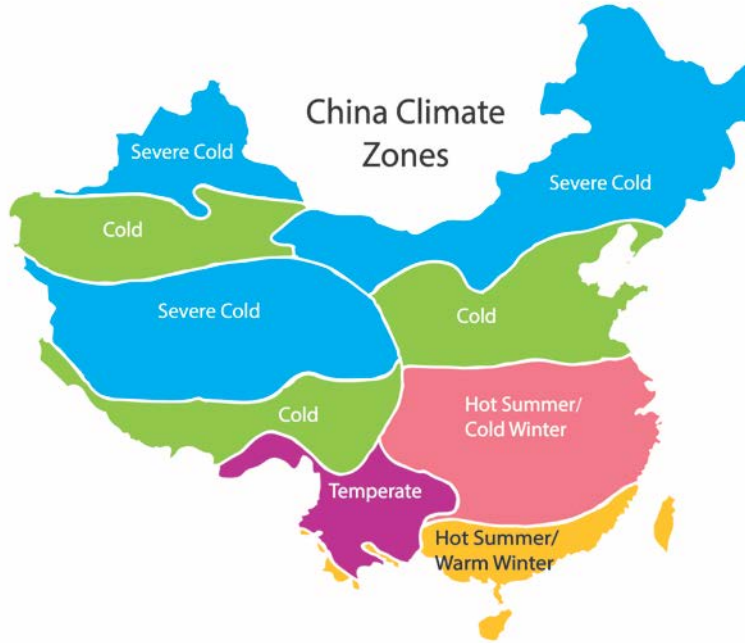 China Climate
Zones
Severe Cold
Severe Cold
Cold
Severe Cold
Cold
Cold
Hot Summer/
Cold Winter
Temperate
Hot Summer/
Warm Winter